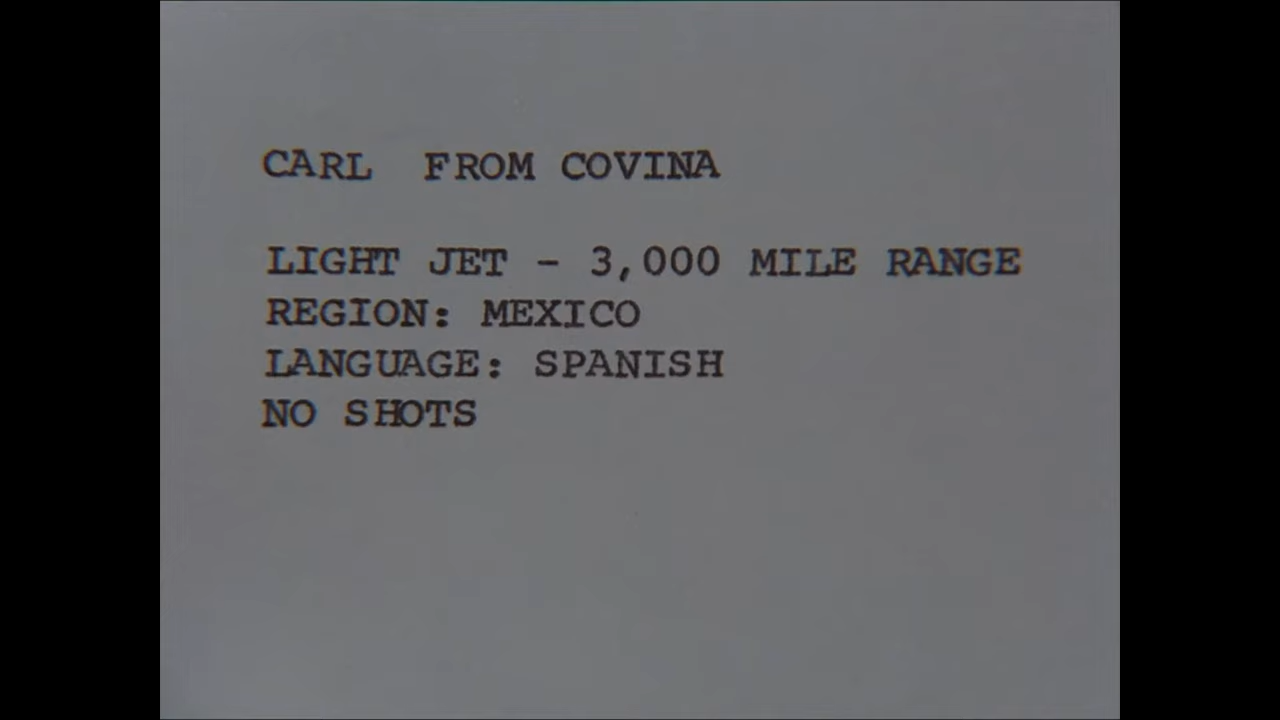 CARL  FROM COVINA
LIGHT JET - 3,000 MILE RANGE
REGION: MEXICO
LANGUAGE: SPANISH
NO SHOTS